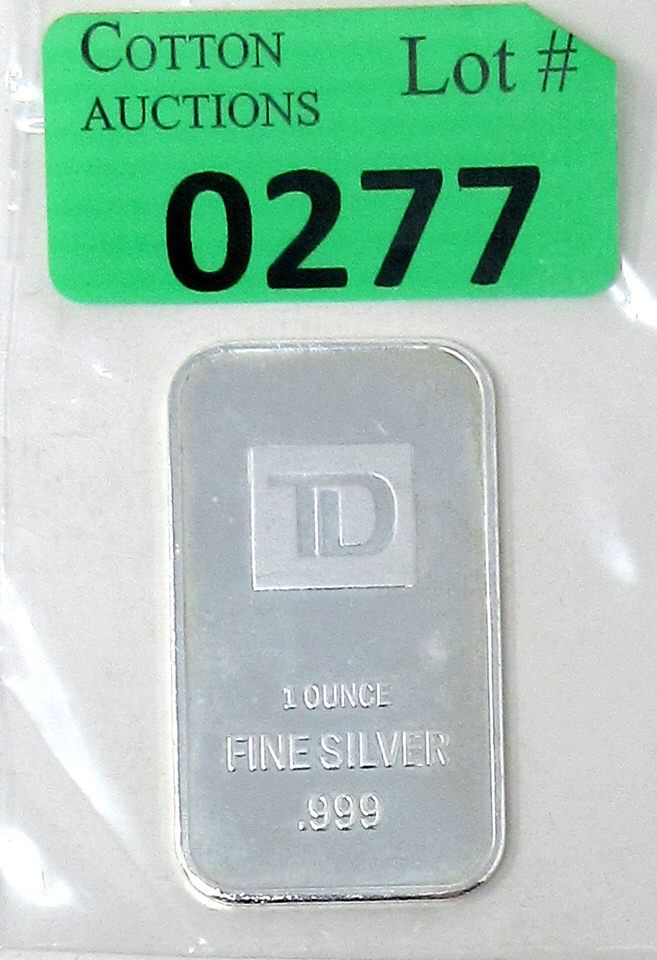 COTTON
AUCTIONS
Lot #
0277
TD
1 OUNCE
FINE SILVER
.999